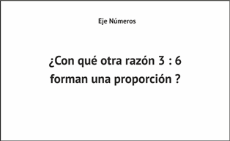 Eje Números
¿Con qué otra razón 3 : 6
forman una proporción ?